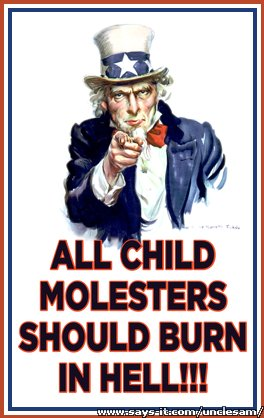 ALL CHILD
MOLESTERS
SHOULD BURN
IN HELL!!!
www.says-it.com/unclesam/